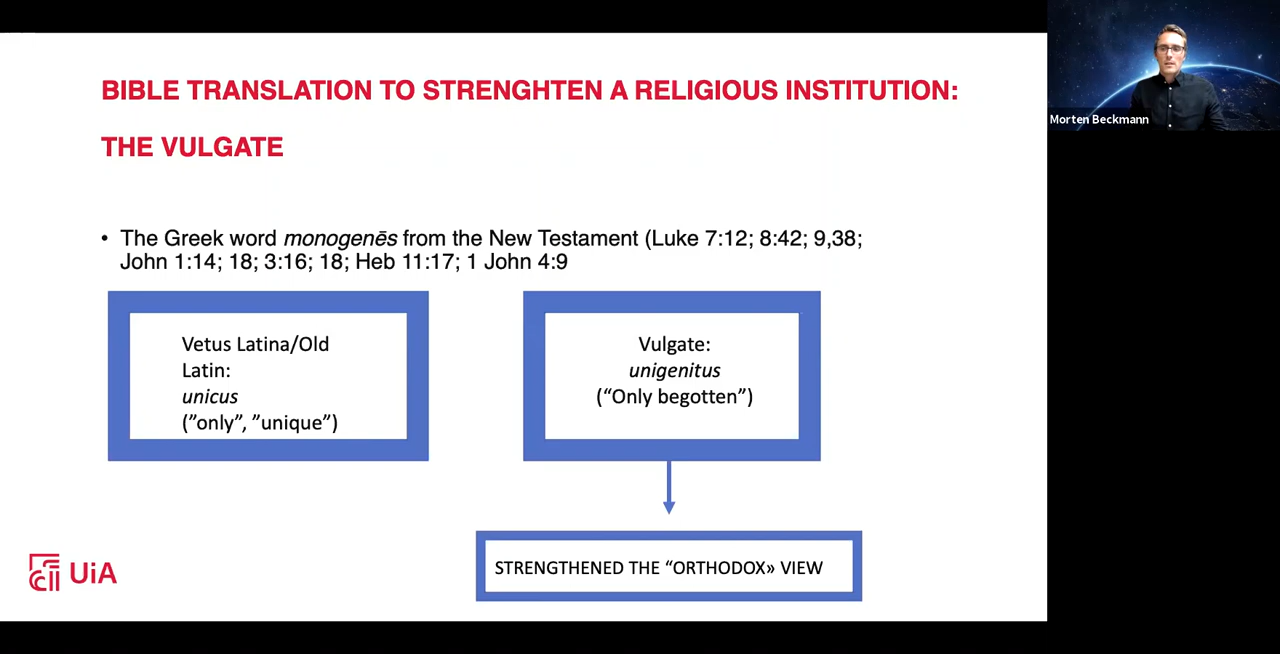 BIBLE TRANSLATION TO STRENGHTEN A RELIGIOUS INSTITUTION:
THE VULGATE
• The Greek word monogenēs from the New Testament (Luke 7:12; 8:42; 9,38;
John 1:14; 18; 3:16; 18; Heb 11:17; 1 John 4:9
Vetus Latina/Old
Latin:
unicus
(”only”, ”unique”)
Vulgate:
unigenitus
(“Only begotten”)
STRENGTHENED THE “ORTHODOX» VIEW
UiA
Morten Beckmann